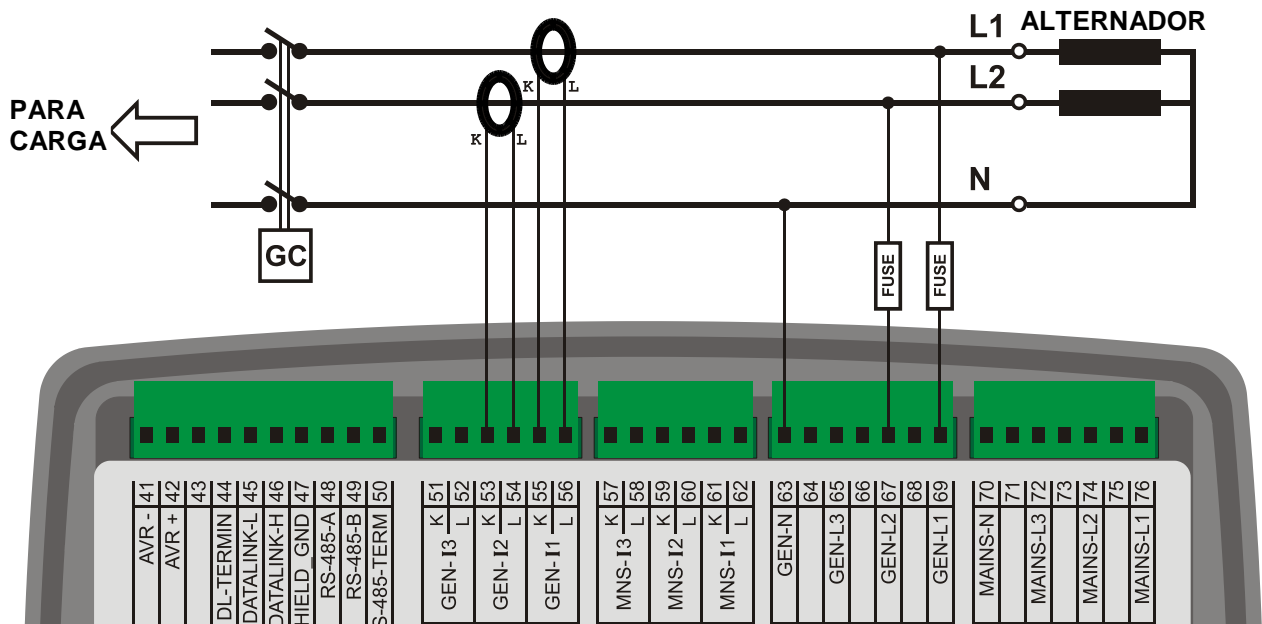 L1 ALTERNADOR
L2
PARA
CARGA
K L
K L
N
GC
FUSE FUSE
41 42 43 44 45 46 47 48 49 50
AVR - AVR + DL-TERMIN DATALINK-L DATALINK-H HIELD_GND RS-485-A RS-485-B S-485-TERM
51 52 53 54 55 56
K L K L K L
GEN-I3 GEN-I2 GEN-I1
57 58 59 60 61 62
K L K L K L
MNS-I3 MNS-I2 MNS-I1
63 64 65 66 67 68 69
GEN-N GEN-L3 GEN-L2 GEN-L1
70 71 72 73 74 75 76
MAINS-N MAINS-L3 MAINS-L2 MAINS-L1